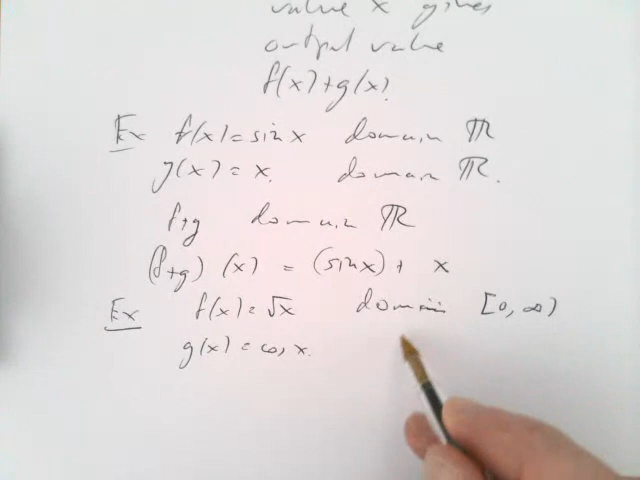 value x gives
output value
f(x)+g(x).
Ex f(x)=sin x domain ℝ
g(x)=x. domain ℝ.
f+g domain ℝ
(f+g)(x) = (sin x)+ x
Ex f(x)=√x domain [0,∞)
g(x)=cos x.